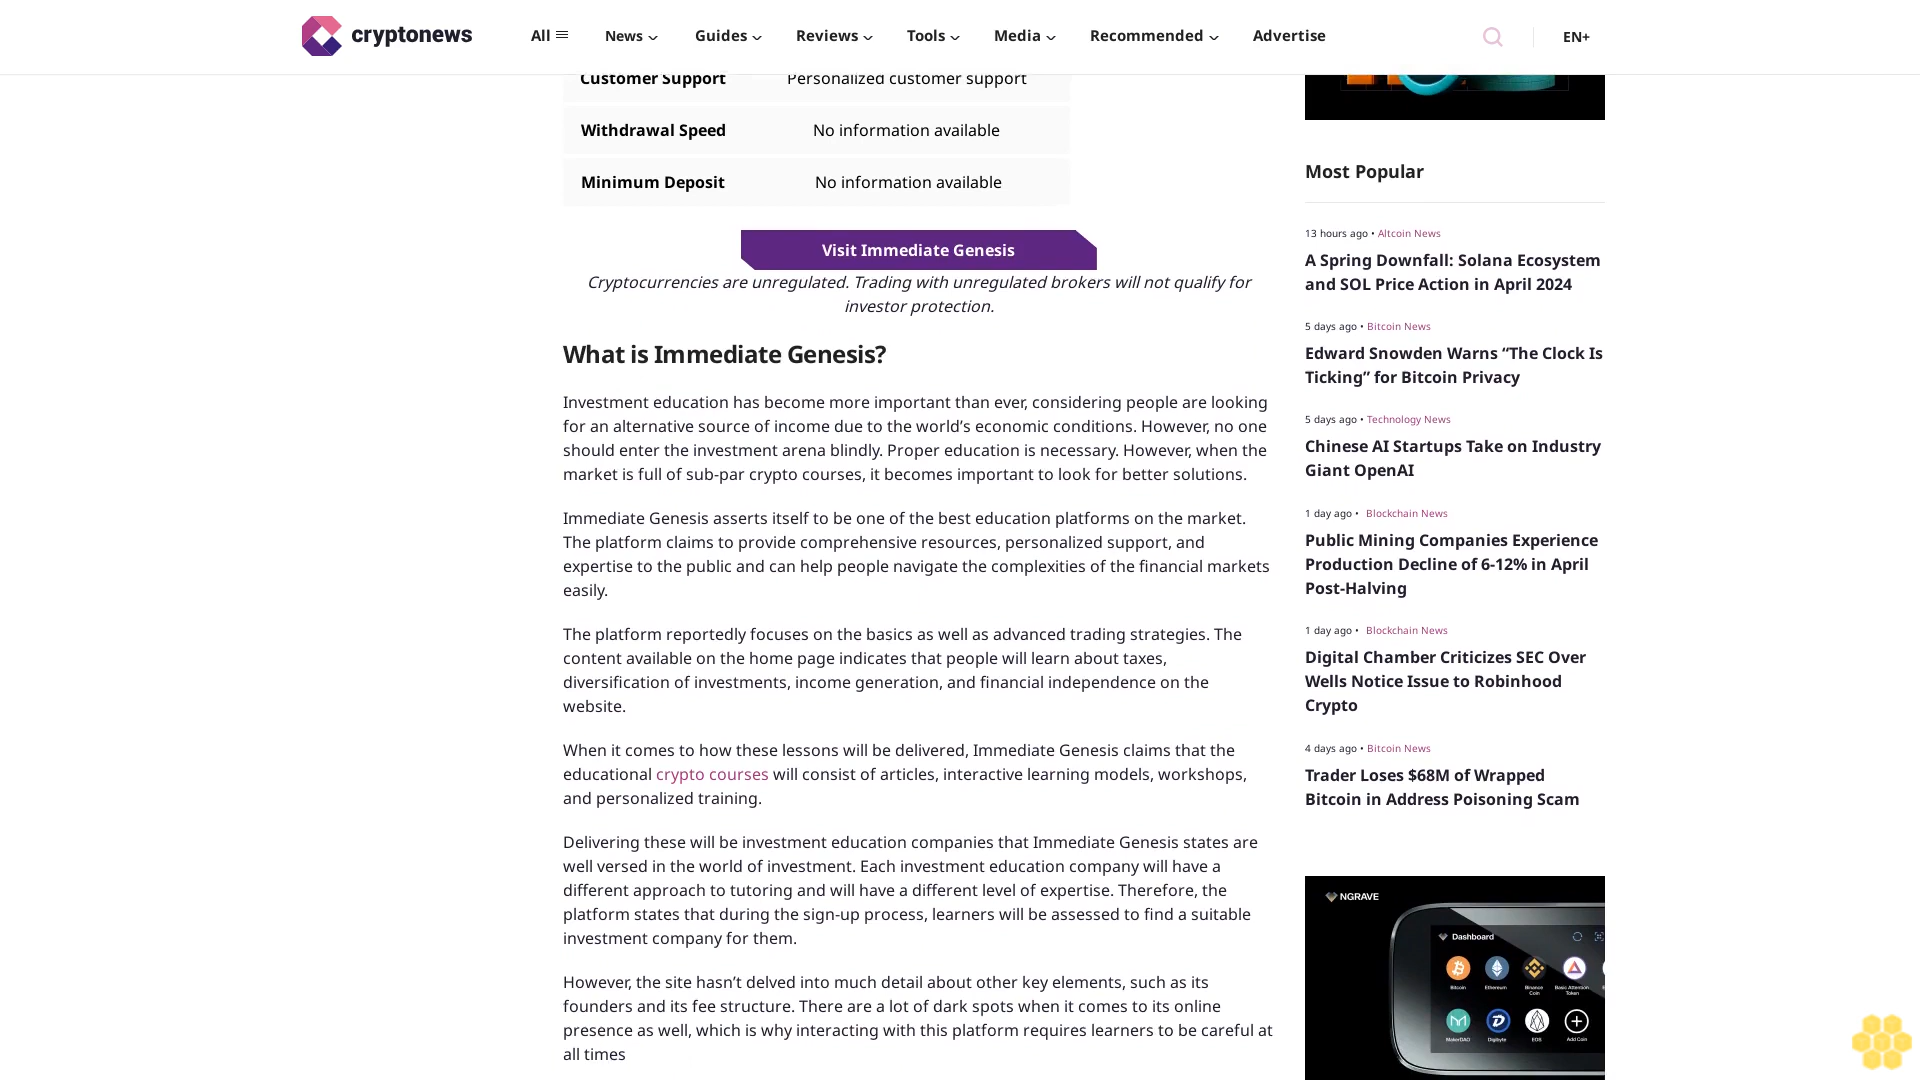 cryptonews
All
News
Guides
Reviews
Tools
Media
Recommended
Advertise
EN+
Customer Support
Personalized customer support
Withdrawal Speed
No information available
Minimum Deposit
No information available
Visit Immediate Genesis
Cryptocurrencies are unregulated. Trading with unregulated brokers will not qualify for
investor protection.
What is Immediate Genesis?
Investment education has become more important than ever, considering people are looking
for an alternative source of income due to the world’s economic conditions. However, no one
should enter the investment arena blindly. Proper education is necessary. However, when the
market is full of sub-par crypto courses, it becomes important to look for better solutions.
Immediate Genesis asserts itself to be one of the best education platforms on the market.
The platform claims to provide comprehensive resources, personalized support, and
expertise to the public and can help people navigate the complexities of the financial markets
easily.
The platform reportedly focuses on the basics as well as advanced trading strategies. The
content available on the home page indicates that people will learn about taxes,
diversification of investments, income generation, and financial independence on the
website.
When it comes to how these lessons will be delivered, Immediate Genesis claims that the
educational crypto courses will consist of articles, interactive learning models, workshops,
and personalized training.
Delivering these will be investment education companies that Immediate Genesis states are
well versed in the world of investment. Each investment education company will have a
different approach to tutoring and will have a different level of expertise. Therefore, the
platform states that during the sign-up process, learners will be assessed to find a suitable
investment company for them.
However, the site hasn’t delved into much detail about other key elements, such as its
founders and its fee structure. There are a lot of dark spots when it comes to its online
presence as well, which is why interacting with this platform requires learners to be careful at
all times
Most Popular
13 hours ago • Altcoin News
A Spring Downfall: Solana Ecosystem
and SOL Price Action in April 2024
5 days ago • Bitcoin News
Edward Snowden Warns “The Clock Is
Ticking” for Bitcoin Privacy
5 days ago • Technology News
Chinese AI Startups Take on Industry
Giant OpenAI
1 day ago • Blockchain News
Public Mining Companies Experience
Production Decline of 6-12% in April
Post-Halving
1 day ago • Blockchain News
Digital Chamber Criticizes SEC Over
Wells Notice Issue to Robinhood
Crypto
4 days ago • Bitcoin News
Trader Loses $68M of Wrapped
Bitcoin in Address Poisoning Scam
NGRAVE
Dashboard
Bitcoin
Ethereum
Binance
Coin
Basic Attention
Token
MakerDAO
Digibyte
EOS
Add Coin